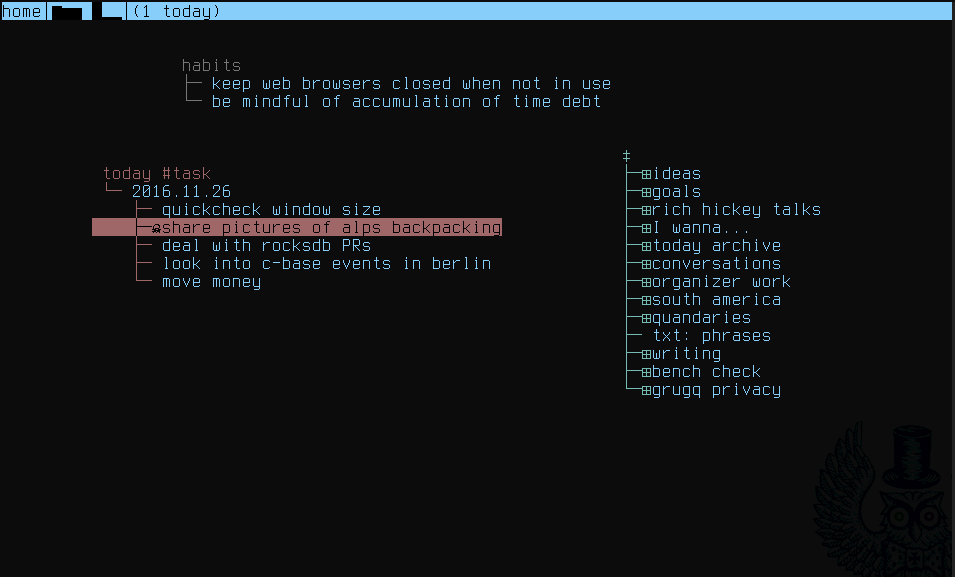 home (1 today)
habits
keep web browsers closed when not in use
be mindful of accumulation of time debt
today #task
2016.11.26
quickcheck window size
share pictures of alps backpacking
deal with rocksdb PRs
look into c-base events in berlin
move money
‡
ideas
goals
rich hickey talks
I wanna...
today archive
conversations
organizer work
south america
quandaries
txt: phrases
writing
bench check
grugq privacy